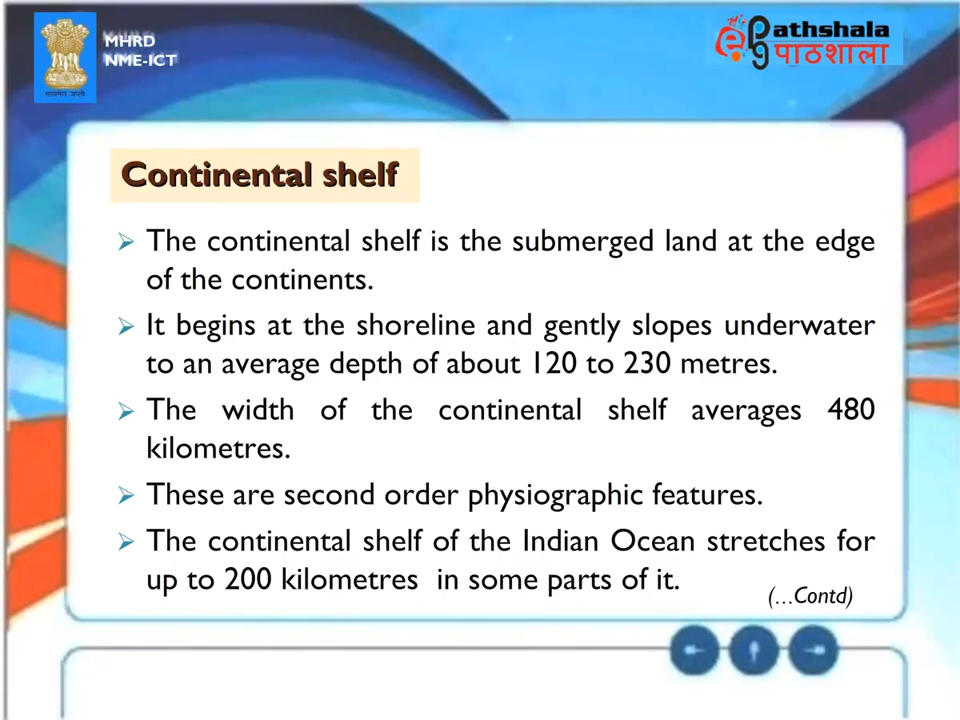 MHRD
NME-ICT
e pg athshala
पाठशाला
Continental shelf
The continental shelf is the submerged land at the edge
of the continents.
It begins at the shoreline and gently slopes underwater
to an average depth of about 120 to 230 metres.
The width of the continental shelf averages 480
kilometres.
These are second order physiographic features.
The continental shelf of the Indian Ocean stretches for
up to 200 kilometres in some parts of it.
(...Contd)